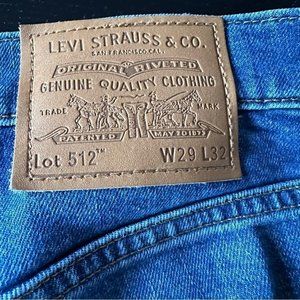 LEVI STRAUSS & CO.
SAN FRANCISCO, CAL.
ORIGINAL RIVETED
GENUINE QUALITY CLOTHING
TRADE MARK
PATENTED MAY 20 1873
Lot 512™ W29 L32